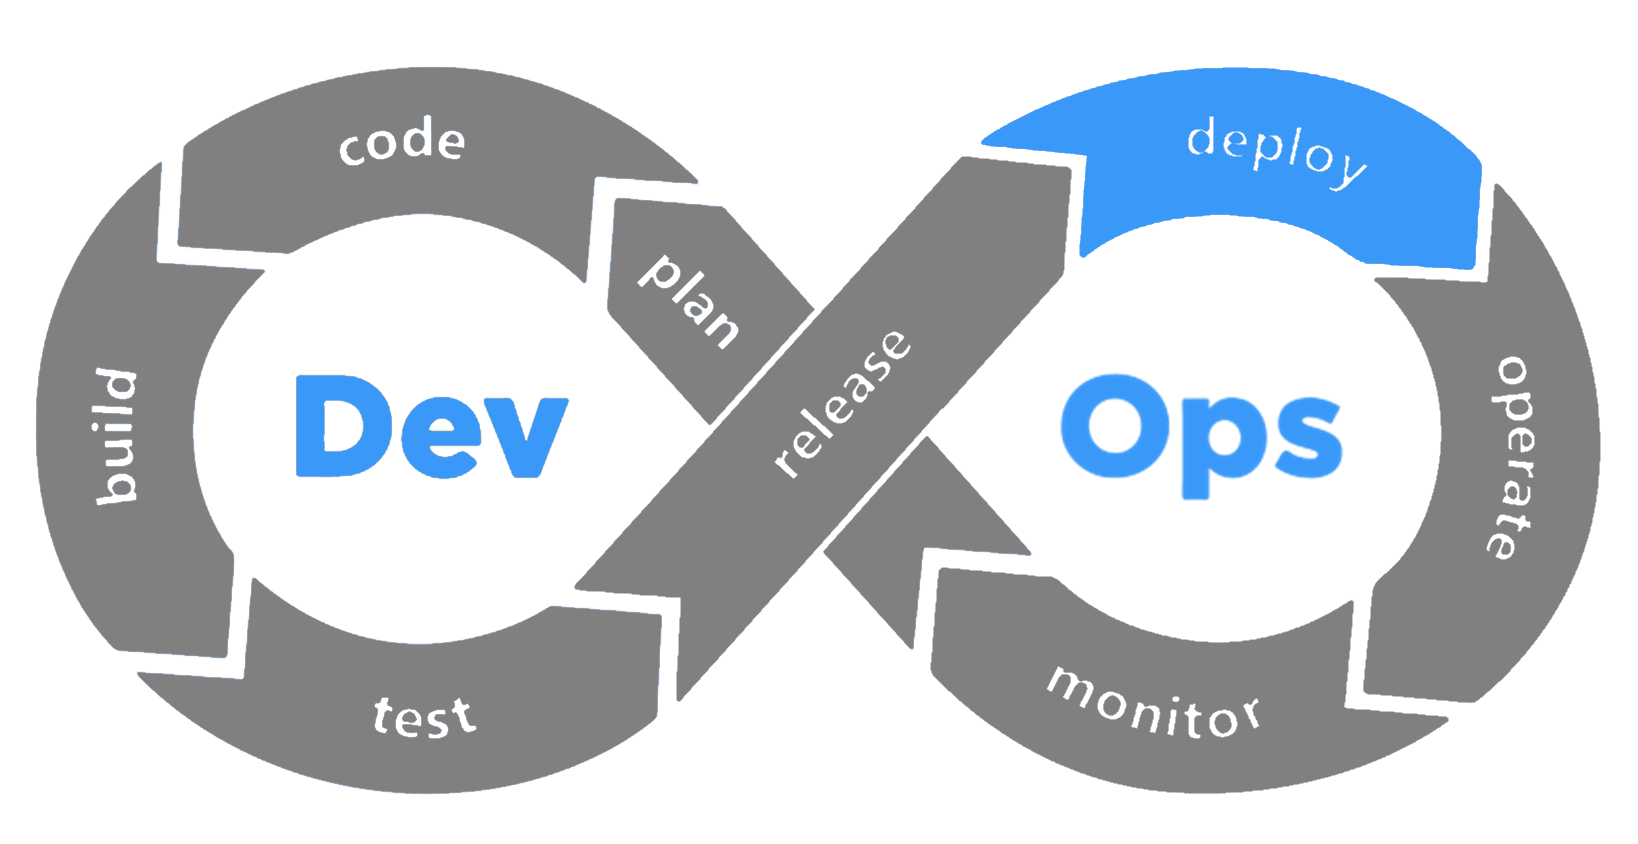 code
deploy
plan
release
build
Dev
Ops
operate
test
monitor